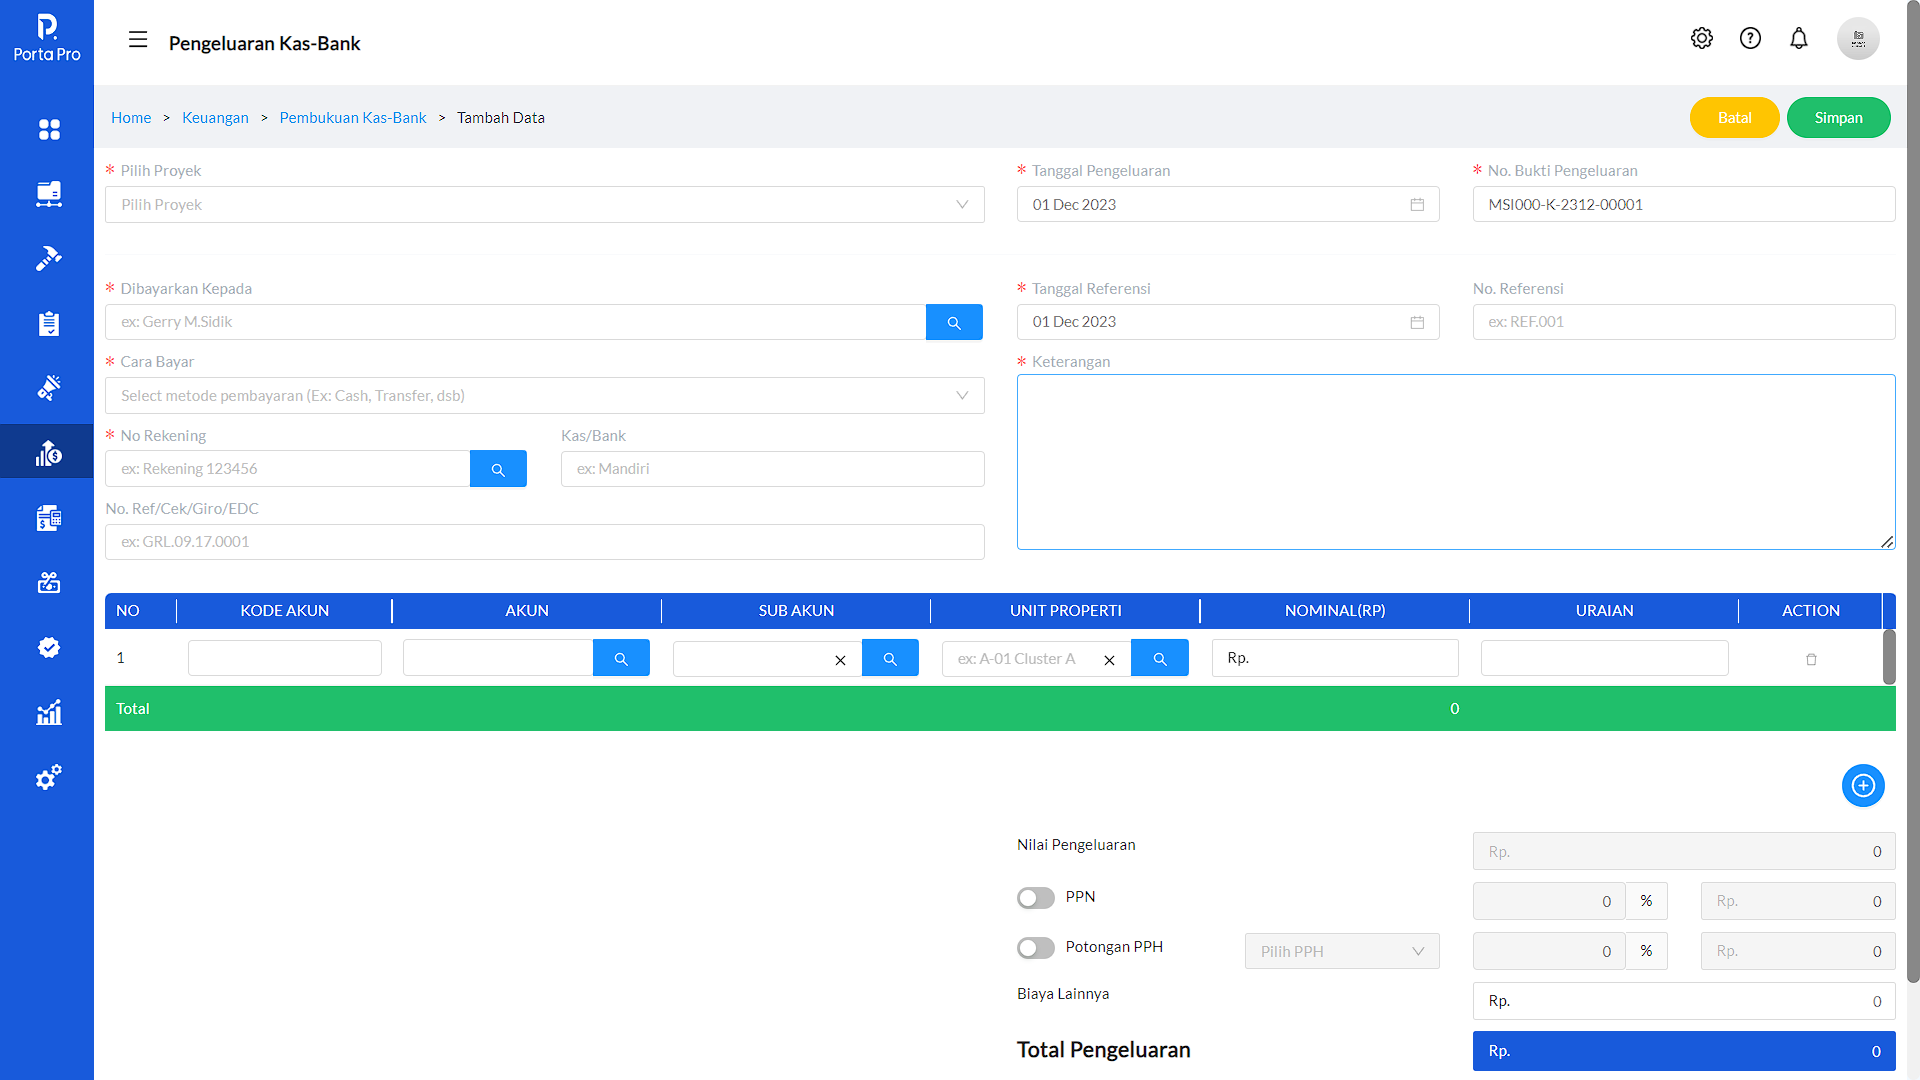 Porta Pro
Pengeluaran Kas-Bank
Home > Keuangan > Pembukuan Kas-Bank > Tambah Data
Batal
Simpan
* Pilih Proyek
* Tanggal Pengeluaran
* No. Bukti Pengeluaran
Pilih Proyek
01 Dec 2023
MSI000-K-2312-00001
* Dibayarkan Kepada
* Tanggal Referensi
No. Referensi
ex: Gerry M.Sidik
01 Dec 2023
ex: REF.001
* Cara Bayar
* Keterangan
Select metode pembayaran (Ex: Cash, Transfer, dsb)
* No Rekening
Kas/Bank
ex: Rekening 123456
ex: Mandiri
No. Ref/Cek/Giro/EDC
ex: GRL.09.17.0001
NO KODE AKUN AKUN SUB AKUN UNIT PROPERTI NOMINAL(RP) URAIAN ACTION
1 ex: A-01 Cluster A Rp.
Total 0
Nilai Pengeluaran Rp. 0
PPN 0 % Rp. 0
Potongan PPH Pilih PPH 0 % Rp. 0
Biaya Lainnya Rp. 0
Total Pengeluaran Rp. 0